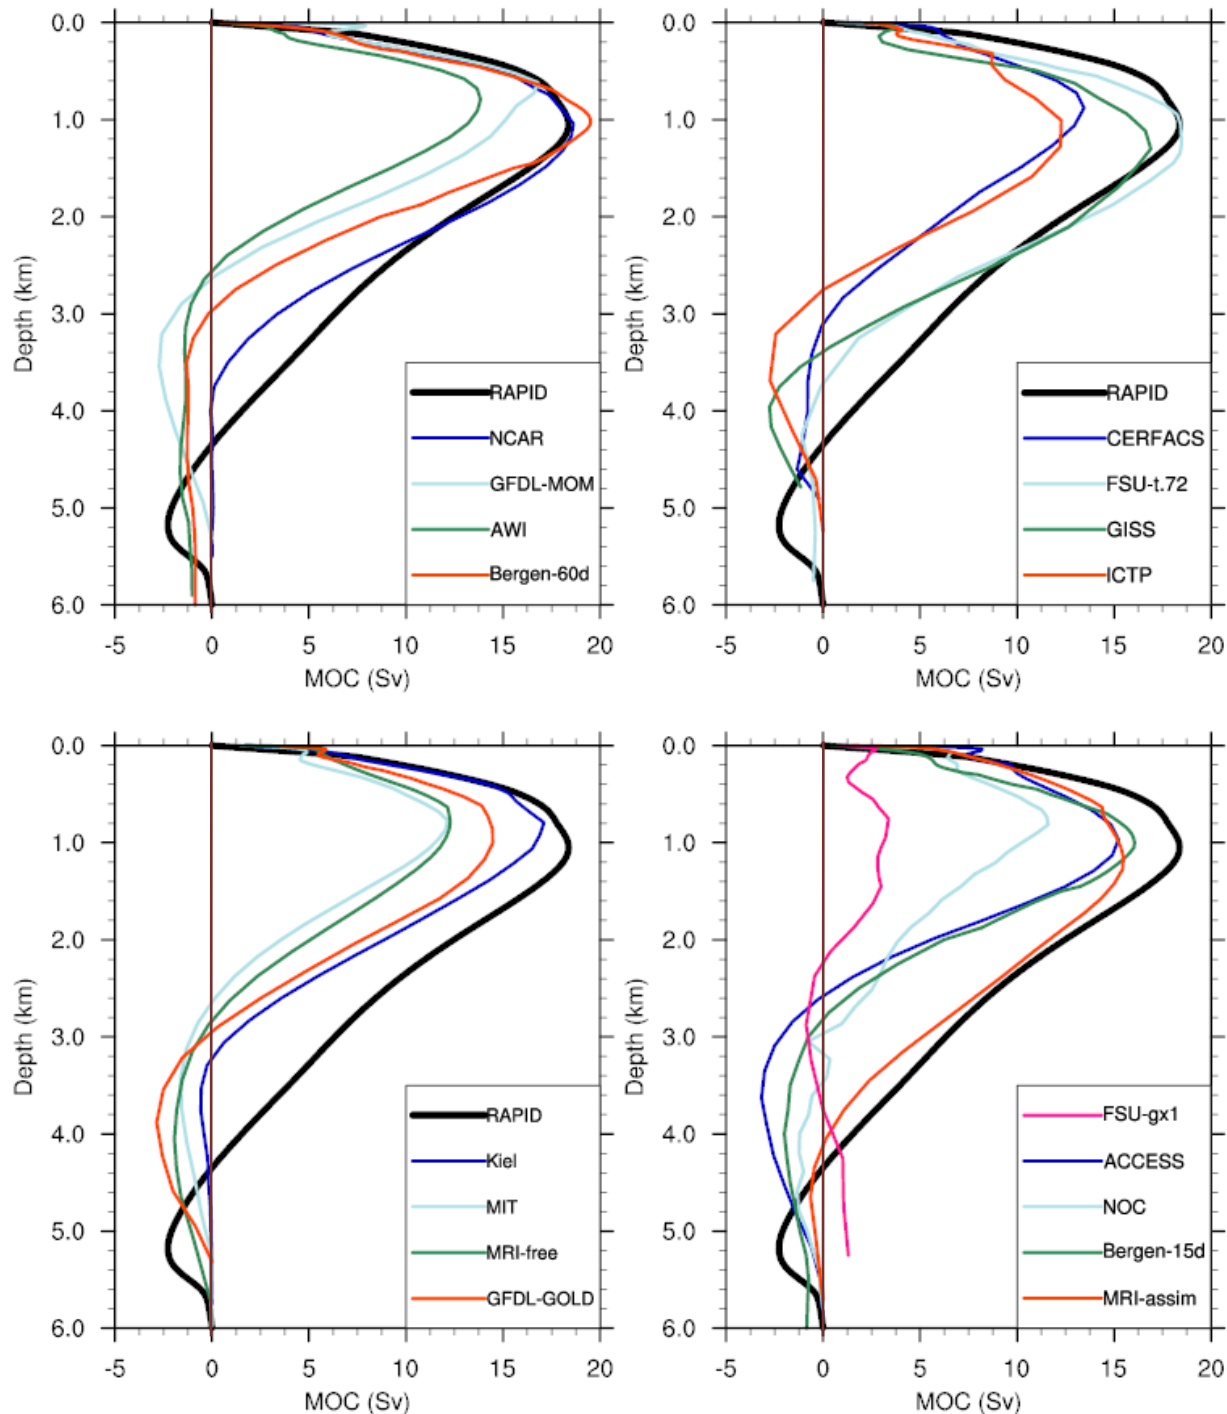 0.0
1.0
2.0
3.0
4.0
5.0
6.0
Depth (km)
-5 0 5 10 15 20
MOC (Sv)
RAPID
NCAR
GFDL-MOM
AWI
Bergen-60d
0.0
1.0
2.0
3.0
4.0
5.0
6.0
Depth (km)
-5 0 5 10 15 20
MOC (Sv)
RAPID
CERFACS
FSU-t.72
GISS
ICTP
0.0
1.0
2.0
3.0
4.0
5.0
6.0
Depth (km)
-5 0 5 10 15 20
MOC (Sv)
RAPID
Kiel
MIT
MRI-free
GFDL-GOLD
0.0
1.0
2.0
3.0
4.0
5.0
6.0
Depth (km)
-5 0 5 10 15 20
MOC (Sv)
FSU-gx1
ACCESS
NOC
Bergen-15d
MRI-assim